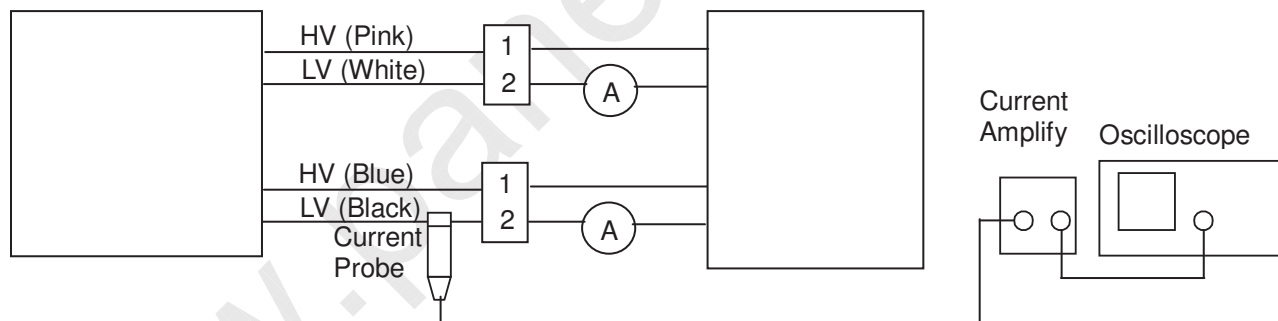 HV (Pink)
LV (White)
1
2
A
HV (Blue)
LV (Black)
1
2
A
Current
Probe
Current
Amplify
Oscilloscope